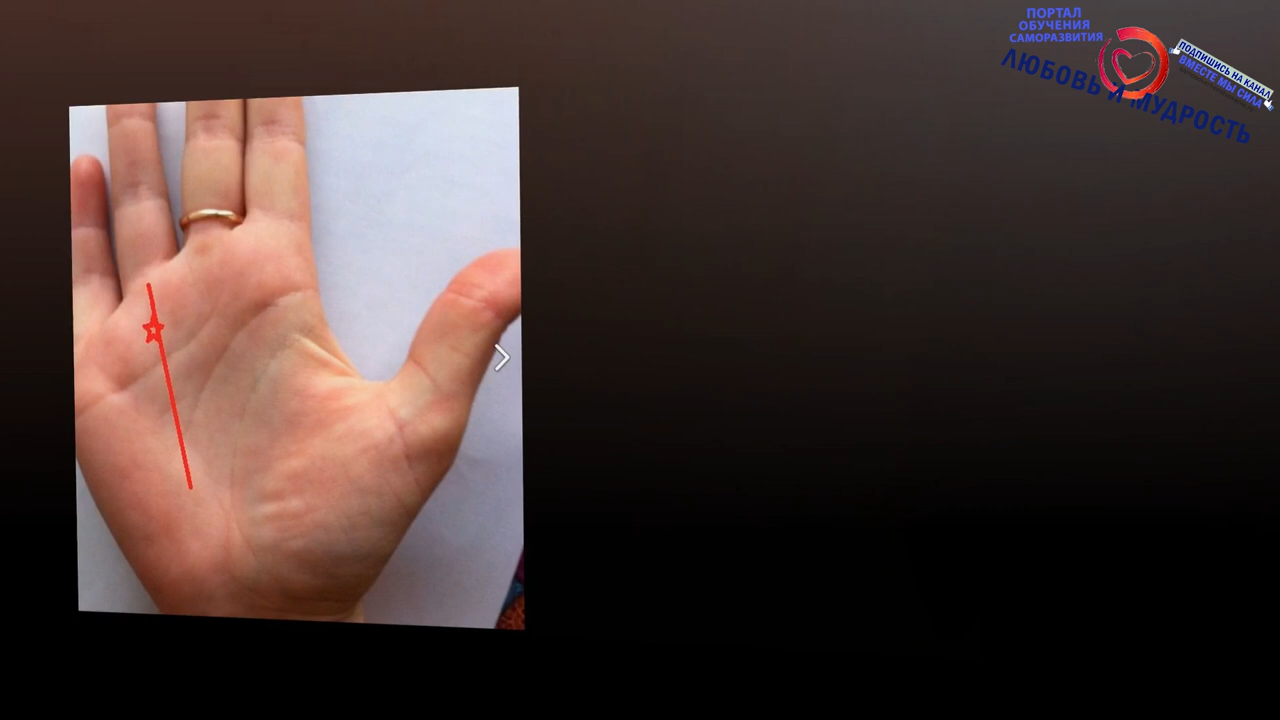 ПОРТАЛ
ОБУЧЕНИЯ
САМОРАЗВИТИЯ
ЛЮБОВЬ И МУДРОСТЬ
ПОДПИШИСЬ НА КАНАЛ
ВМЕСТЕ МЫ СИЛА